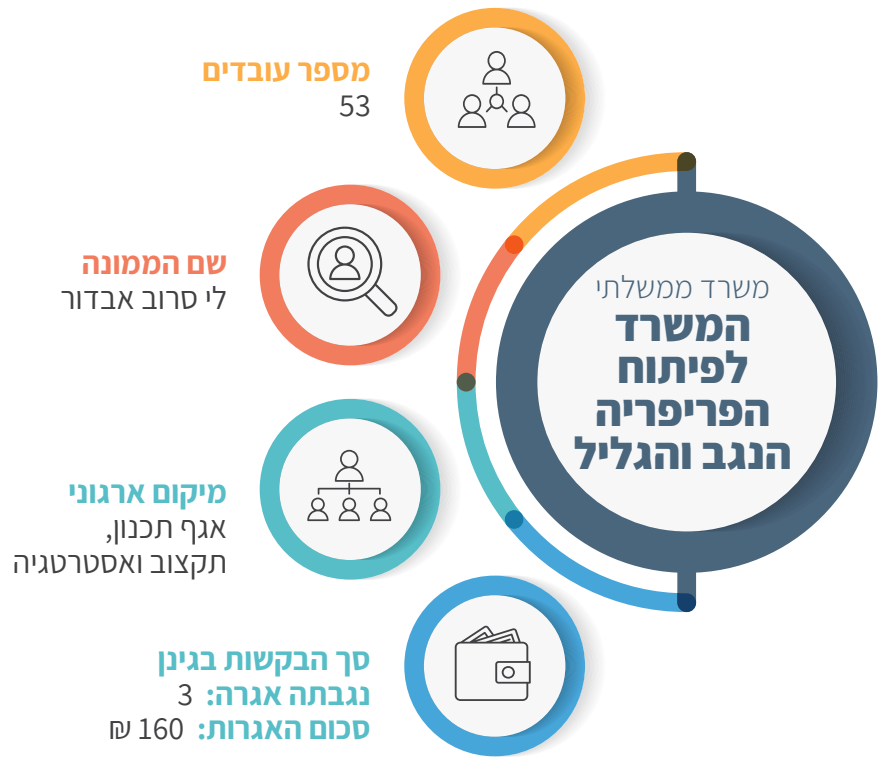 משרד ממשלתי
המשרד
לפיתוח
הפריפריה
הנגב והגליל
מספר עובדים
53
שם הממונה
לי סרוב אבדור
מיקום ארגוני
אגף תכנון,
תקצוב ואסטרטגיה
סך הבקשות בגינן
נגבתה אגרה: 3
סכום האגרות: 160 ₪